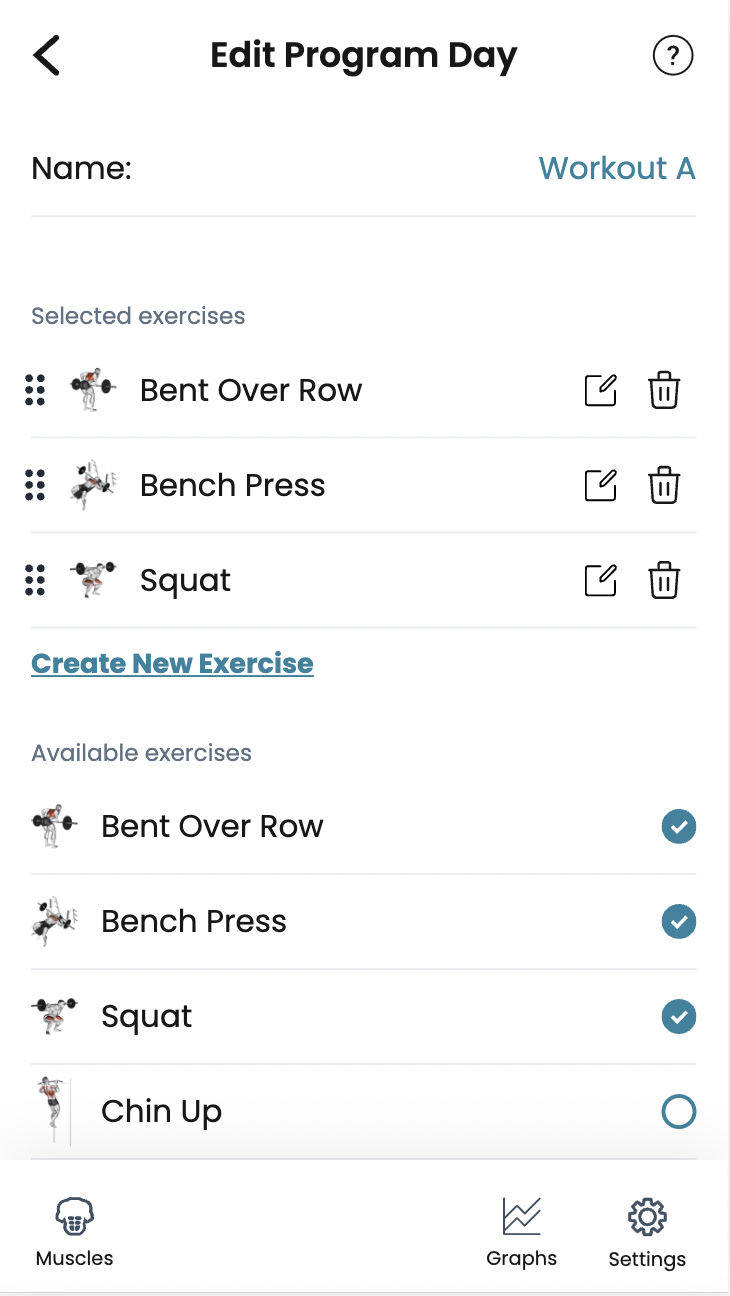 Edit Program Day
?
Name: Workout A
Selected exercises
Bent Over Row
Bench Press
Squat
Create New Exercise
Available exercises
Bent Over Row
Bench Press
Squat
Chin Up
Muscles Graphs Settings